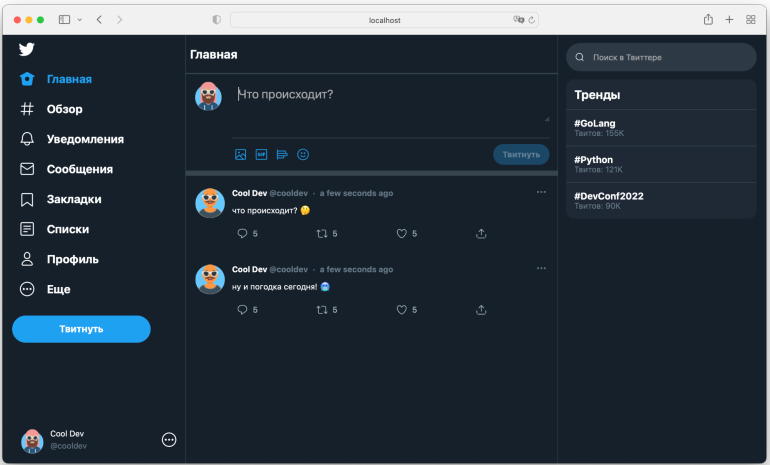 localhost
Главная
Обзор
Уведомления
Сообщения
Закладки
Списки
Профиль
Еще
Твитнуть
Cool Dev
@cooldev
Главная
Что происходит?
GIF
Твитнуть
Cool Dev @cooldev · a few seconds ago
что происходит? 🤔
5 5 5
Cool Dev @cooldev · a few seconds ago
ну и погодка сегодня! 🥶
5 5 5
Поиск в Твиттере
Тренды
#GoLang
Твитов: 155K
#Python
Твитов: 121K
#DevConf2022
Твитов: 90K